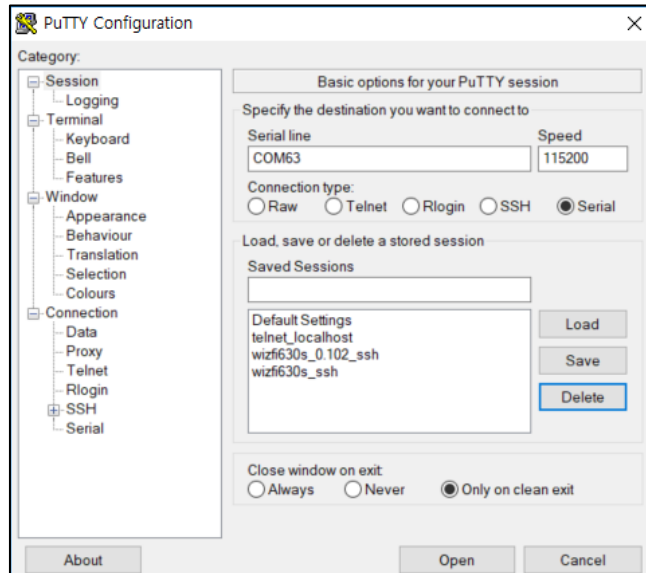 PuTTY Configuration
Category:
Session
Logging
Terminal
Keyboard
Bell
Features
Window
Appearance
Behaviour
Translation
Selection
Colours
Connection
Data
Proxy
Telnet
Rlogin
SSH
Serial
Basic options for your PuTTY session
Specify the destination you want to connect to
Serial line Speed
COM63 115200
Connection type:
Raw Telnet Rlogin SSH Serial
Load, save or delete a stored session
Saved Sessions
Default Settings
telnet_localhost
wizfi630s_0.102_ssh
wizfi630s_ssh
Load
Save
Delete
Close window on exit:
Always Never Only on clean exit
About Open Cancel